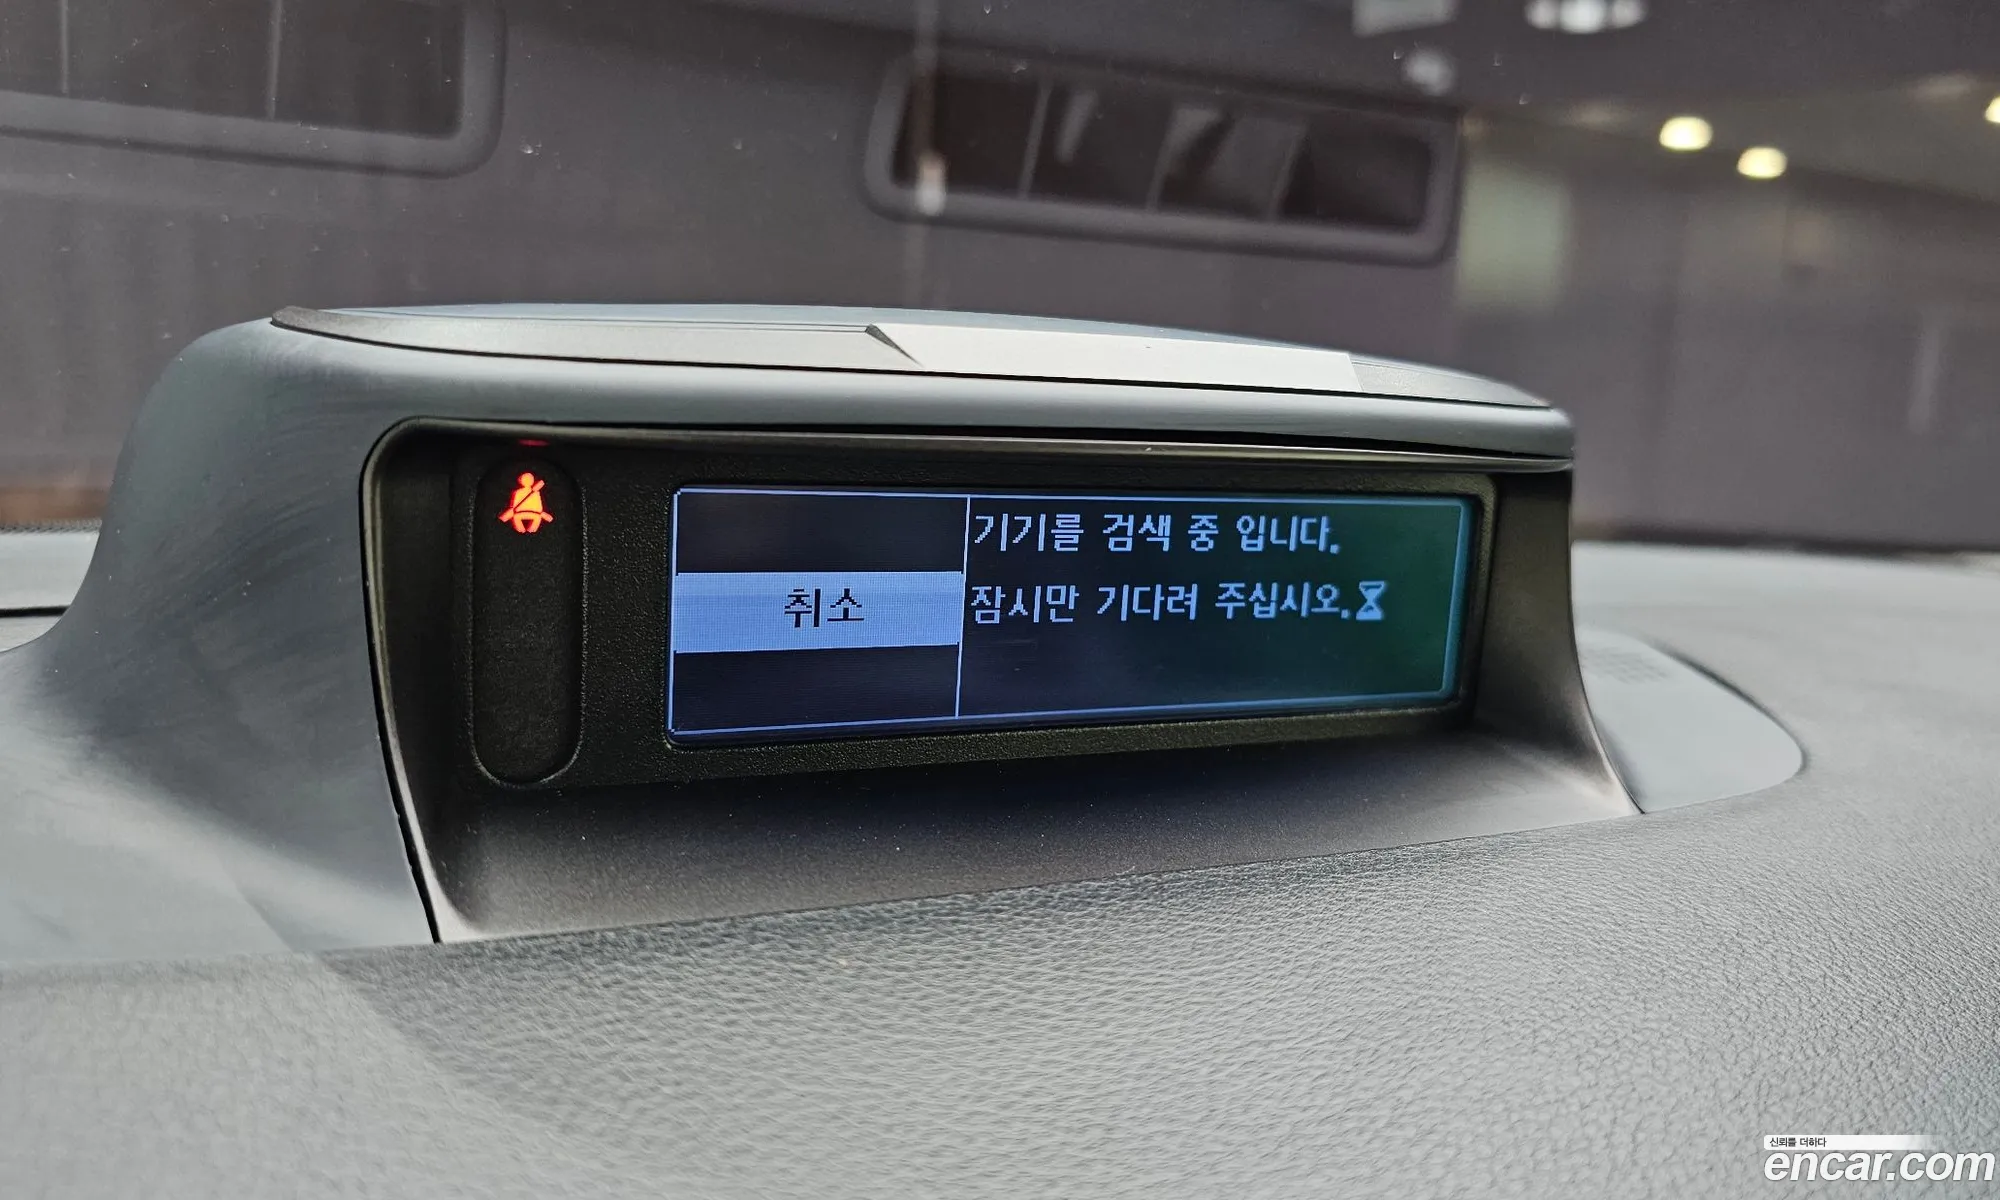 기기를 검색 중 입니다.
취소
잠시만 기다려 주십시오.
신뢰를 더하다
encar.com